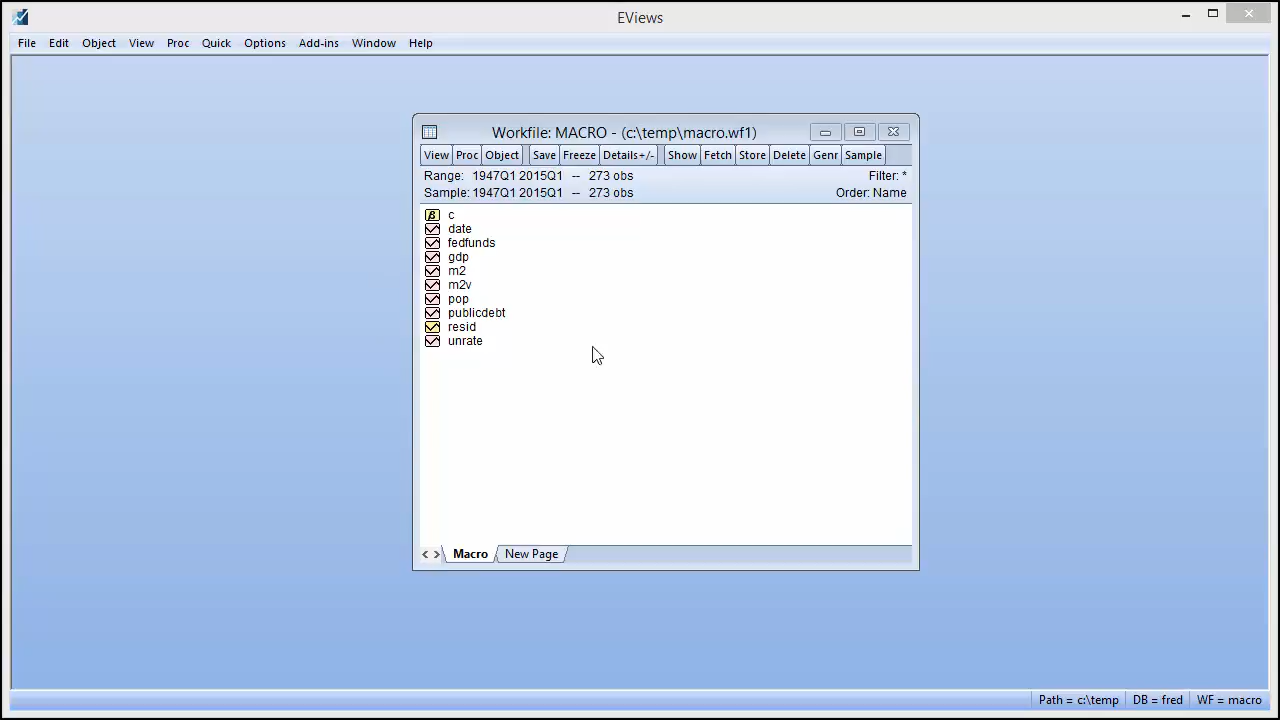 EViews
File Edit Object View Proc Quick Options Add-ins Window Help
Workfile: MACRO - (c:\temp\macro.wf1)
View Proc Object Save Freeze Details+/- Show Fetch Store Delete Genr Sample
Range: 1947Q1 2015Q1 -- 273 obs Filter: *
Sample: 1947Q1 2015Q1 -- 273 obs Order: Name
β c
date
fedfunds
gdp
m2
m2v
pop
publicdebt
resid
unrate
< > Macro New Page
Path = c:\temp DB = fred WF = macro